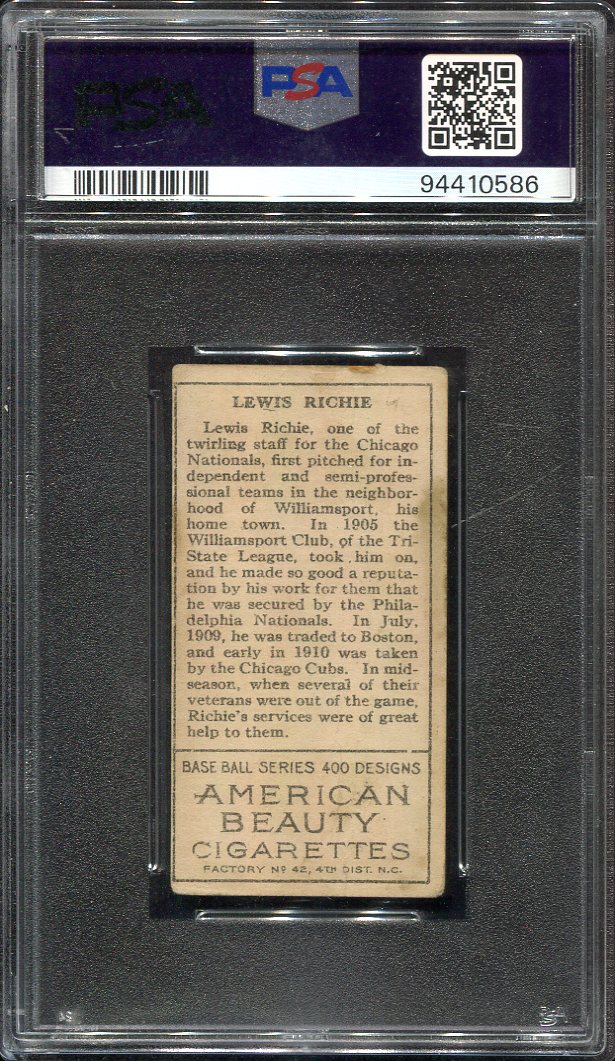 PSA
PSA
94410586
LEWIS RICHIE
Lewis Richie, one of the
twirling staff for the Chicago
Nationals, first pitched for in-
dependent and semi-profes-
sional teams in the neighbor-
hood of Williamsport, his
home town. In 1905 the
Williamsport Club, of the Tri-
State League, took him on,
and he made so good a reputa-
tion by his work for them that
he was secured by the Phila-
delphia Nationals. In July,
1909, he was traded to Boston,
and early in 1910 was taken
by the Chicago Cubs. In mid-
season, when several of their
veterans were out of the game,
Richie's services were of great
help to them.
BASE BALL SERIES 400 DESIGNS
AMERICAN
BEAUTY
CIGARETTES
FACTORY Nº 42, 4TH DIST. N.C.